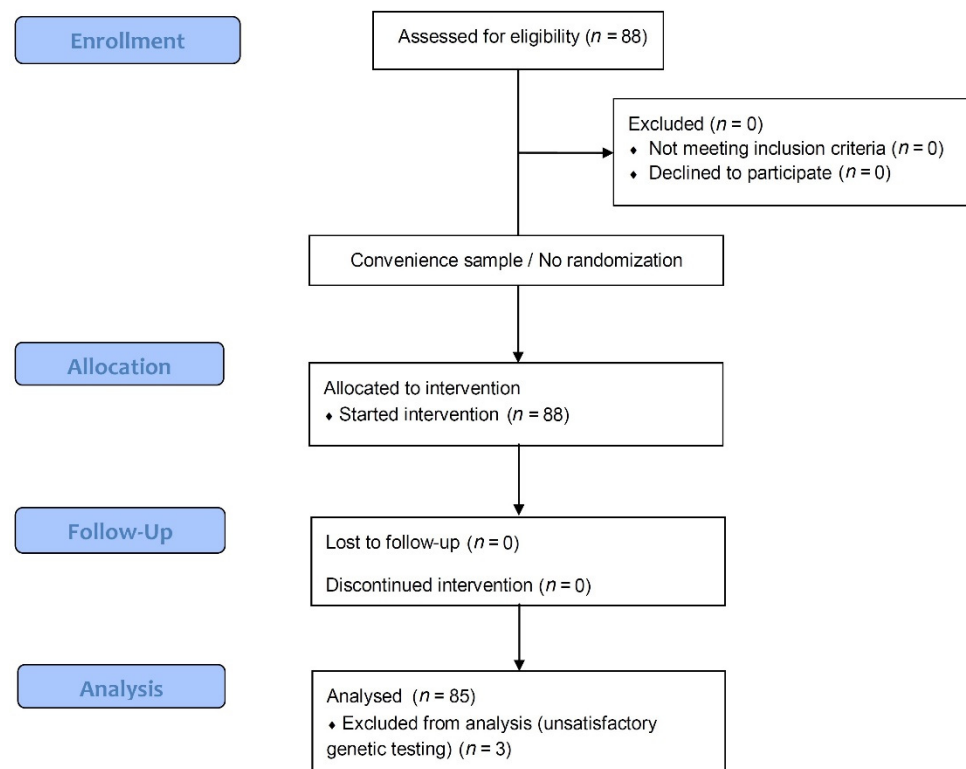 Enrollment
Assessed for eligibility (n = 88)
Excluded (n = 0)
♦ Not meeting inclusion criteria (n = 0)
♦ Declined to participate (n = 0)
Convenience sample / No randomization
Allocation
Allocated to intervention
♦ Started intervention (n = 88)
Follow-Up
Lost to follow-up (n = 0)
Discontinued intervention (n = 0)
Analysis
Analysed (n = 85)
♦ Excluded from analysis (unsatisfactory
genetic testing) (n = 3)